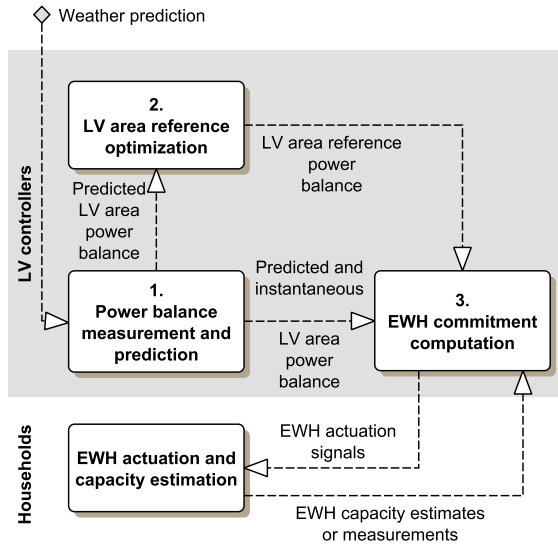 Weather prediction
2.
LV area reference
optimization
LV area reference
power
balance
Predicted
LV area
power
balance
LV controllers
1.
Power balance
measurement and
prediction
Predicted and
instantaneous
LV area
power
balance
3.
EWH commitment
computation
Households
EWH actuation and
capacity estimation
EWH actuation
signals
EWH capacity estimates
or measurements